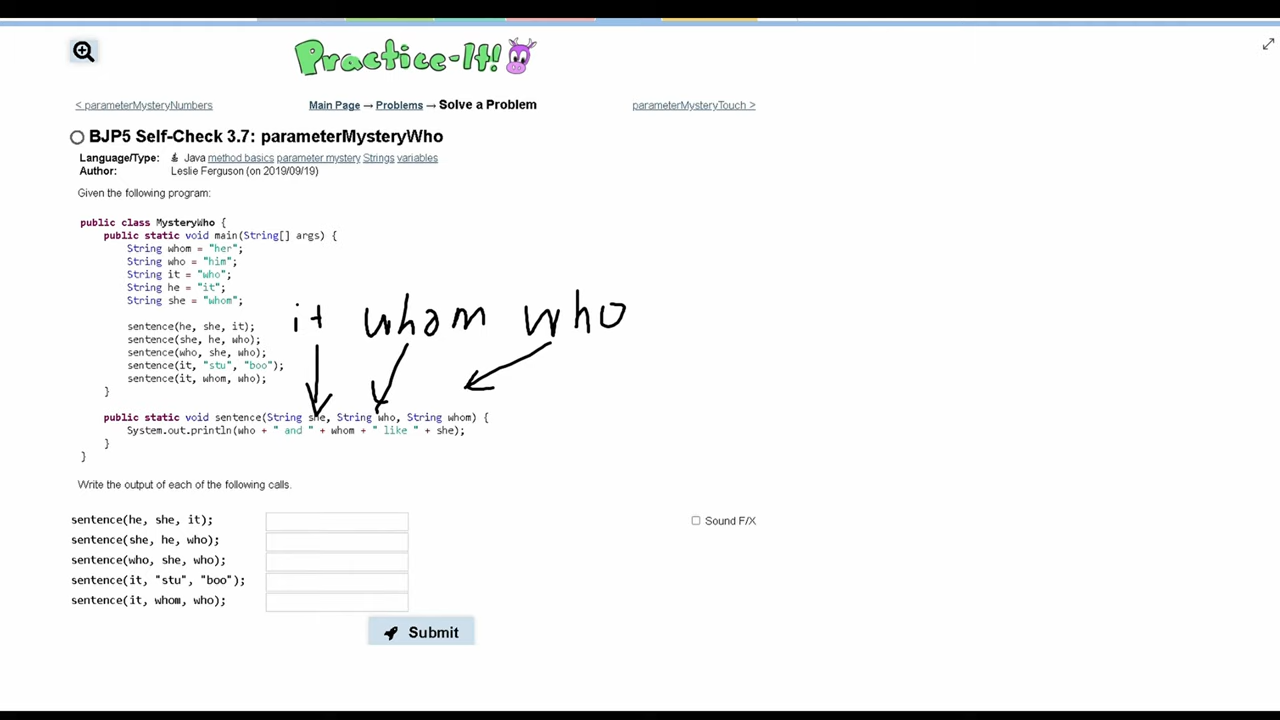 Practice-It!
< parameterMysteryNumbers
Main Page → Problems → Solve a Problem
parameterMysteryTouch >
BJP5 Self-Check 3.7: parameterMysteryWho
Language/Type: Java method basics parameter mystery Strings variables
Author: Leslie Ferguson (on 2019/09/19)
Given the following program:
public class MysteryWho {
public static void main(String[] args) {
String whom = "her";
String who = "him";
String it = "who";
String he = "it";
String she = "whom";
it whom who
sentence(he, she, it);
sentence(she, he, who);
sentence(who, she, who);
sentence(it, "stu", "boo");
sentence(it, whom, who);
}
public static void sentence(String she, String who, String whom) {
System.out.println(who + " and " + whom + " like " + she);
}
}
Write the output of each of the following calls.
sentence(he, she, it);
sentence(she, he, who);
sentence(who, she, who);
sentence(it, "stu", "boo");
sentence(it, whom, who);
Sound F/X
Submit